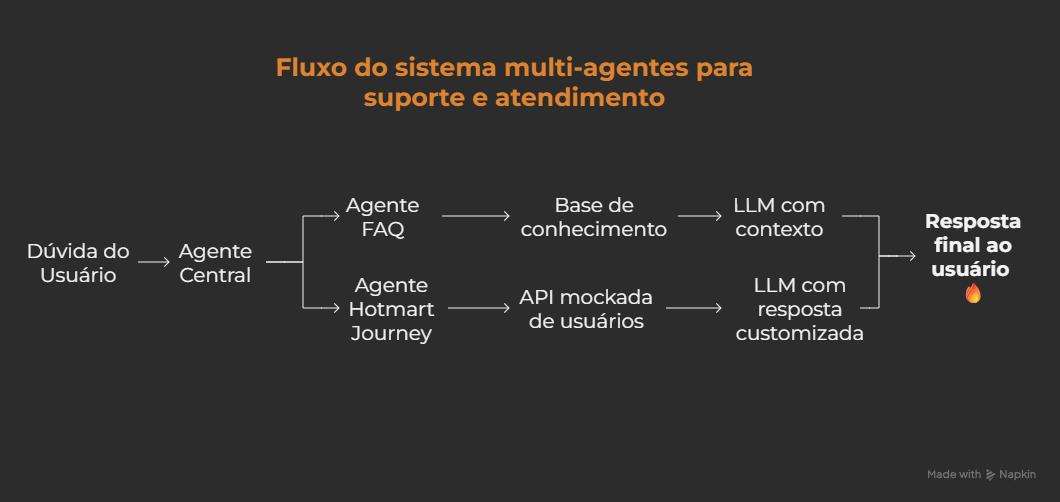 Fluxo do sistema multi-agentes para
suporte e atendimento
Dúvida do
Usuário
Agente
Central
Agente
FAQ
Base de
conhecimento
LLM com
contexto
Agente
Hotmart
Journey
API mockada
de usuários
LLM com
resposta
customizada
Resposta
final ao
usuário
Made with Napkin